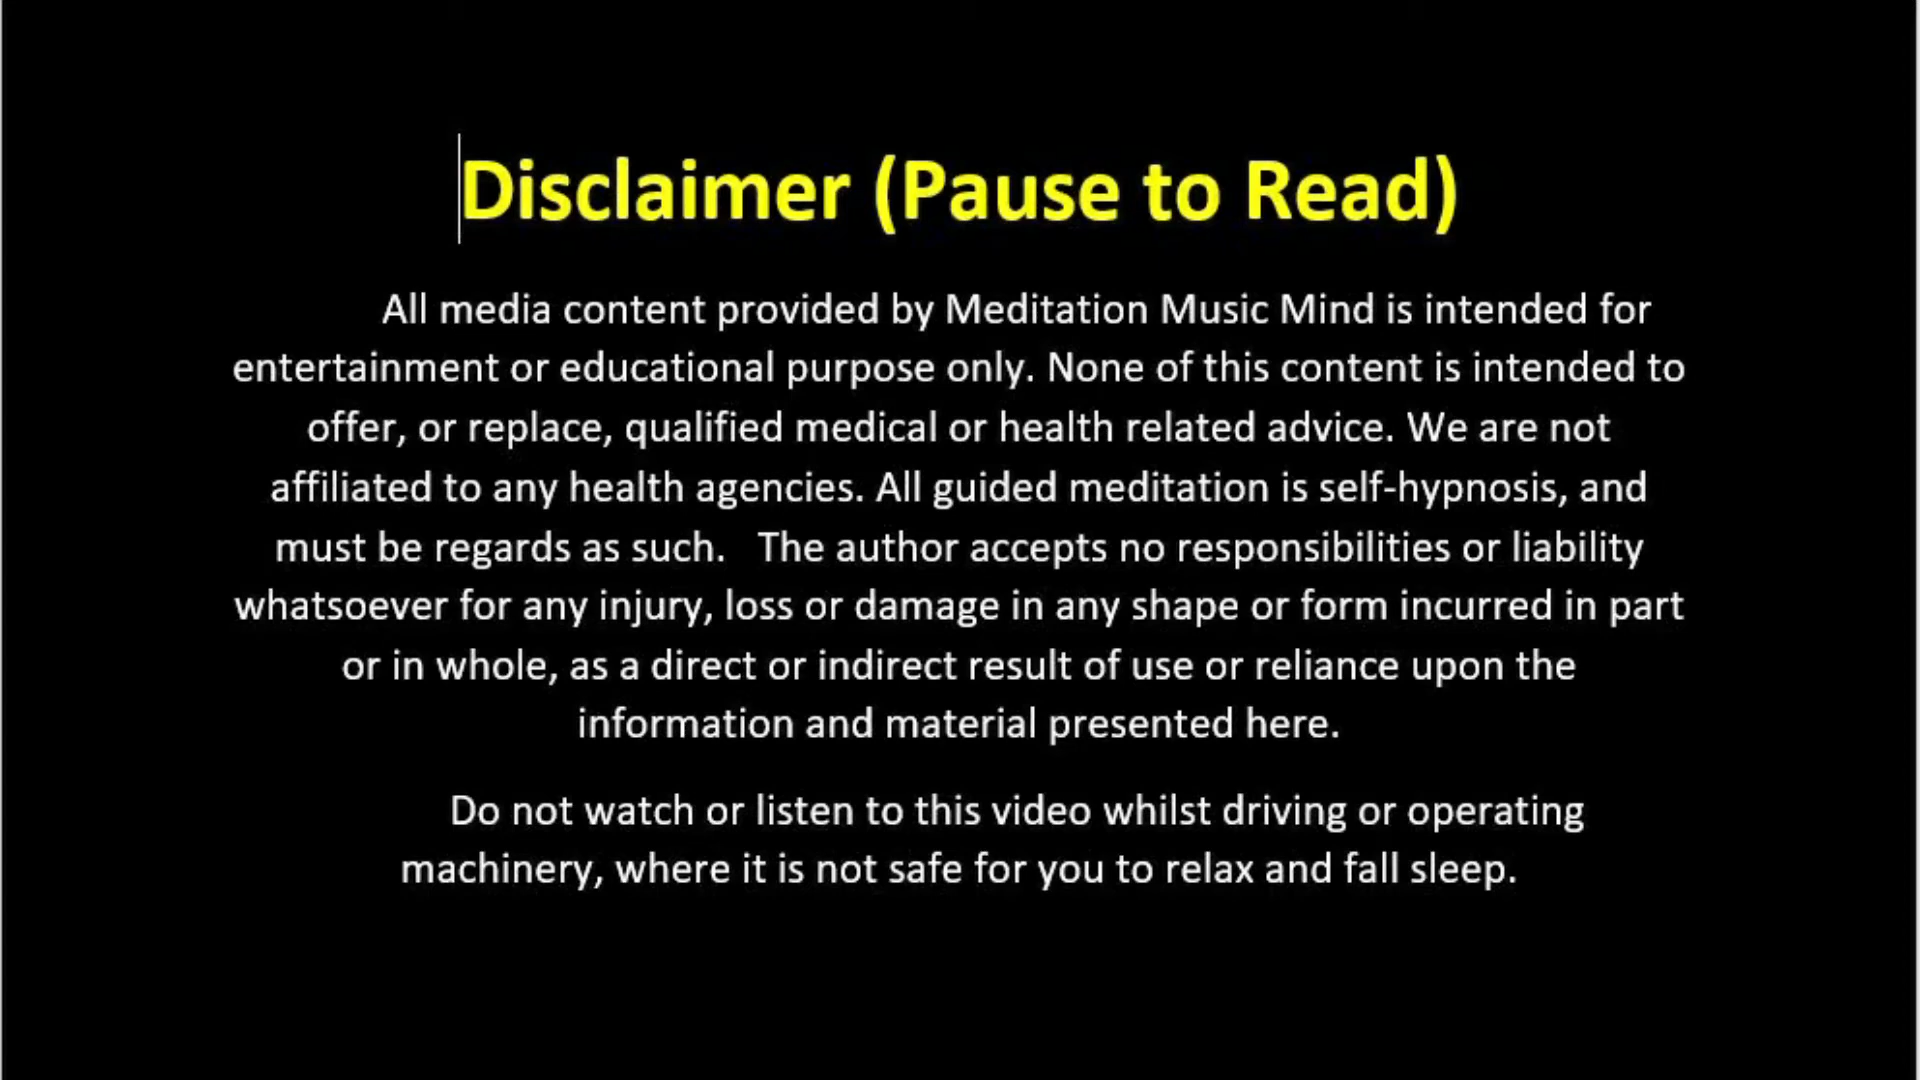 Disclaimer (Pause to Read)
All media content provided by Meditation Music Mind is intended for
entertainment or educational purpose only. None of this content is intended to
offer, or replace, qualified medical or health related advice. We are not
affiliated to any health agencies. All guided meditation is self-hypnosis, and
must be regards as such.   The author accepts no responsibilities or liability
whatsoever for any injury, loss or damage in any shape or form incurred in part
or in whole, as a direct or indirect result of use or reliance upon the
information and material presented here.
Do not watch or listen to this video whilst driving or operating
machinery, where it is not safe for you to relax and fall sleep.